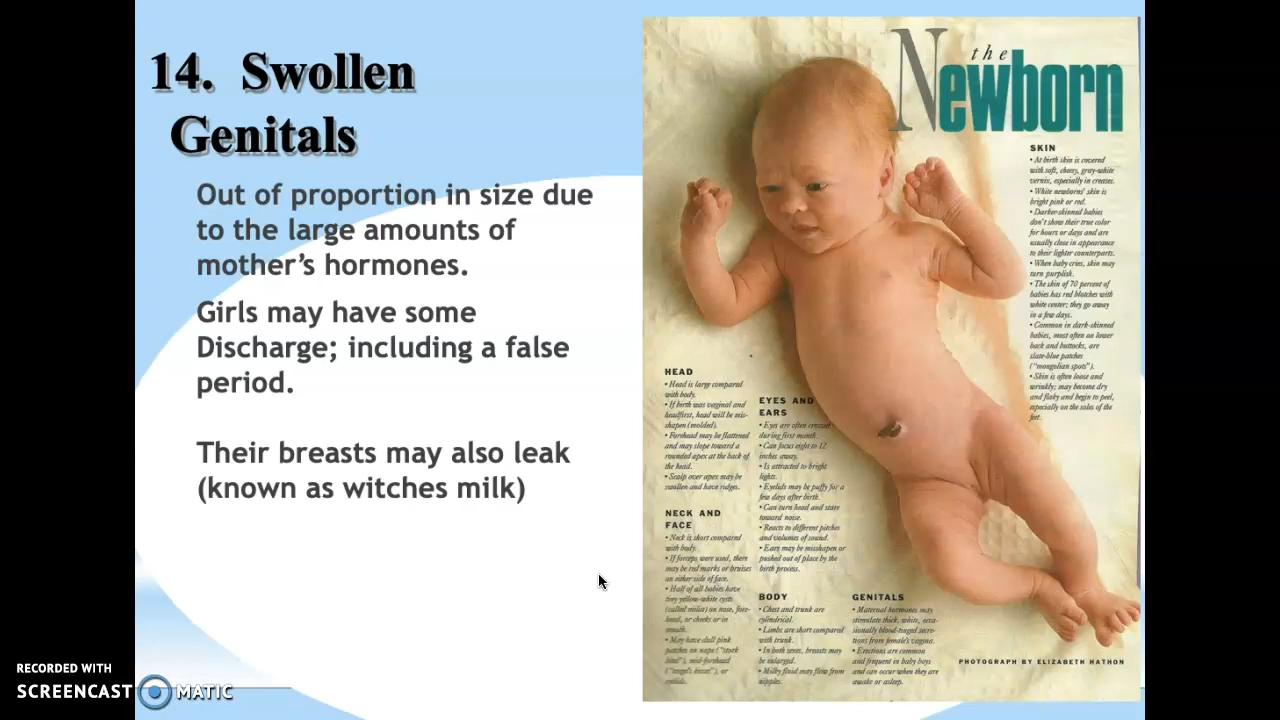 14. Swollen
Genitals
Out of proportion in size due
to the large amounts of
mother's hormones.
Girls may have some
Discharge; including a false
period.
Their breasts may also leak
(known as witches milk)
the
Newborn
SKIN
• At birth skin is covered
with soft, cheesy, gray-white
vernix, especially in creases.
• White newborns' skin is
bright pink or red.
• Darker-skinned babies
don't show their true color
for hours or days and are
usually close in appearance
to their lighter counterparts.
• When baby cries, skin may
turn purplish.
• The skin of 70 percent of
babies has red blotches with
white center; they go away
in a few days.
• Common in dark-skinned
babies, most often on lower
back and buttocks, are
slate-blue patches
("mongolian spots").
• Skin is often loose and
wrinkly; may become dry
and flaky and begin to peel,
especially on the soles of the
feet.
HEAD
• Head is large compared
with body.
• If birth was vaginal and
headfirst, head will be mis-
shapen (molded).
• Forehead may be flattened
and may slope toward a
rounded apex at the back of
the head.
• Scalp over apex may be
swollen and have ridges.
NECK AND
FACE
• Neck is short compared
with body.
• If forceps were used, there
may be red marks or bruises
on either side of face.
• Half of all babies have
tiny yellow-white cysts
(called milia) on nose, fore-
head, or cheeks or in
mouth.
• May have dull pink
patches on nape ("stork
bite"), mid-forehead
("angel's kiss"), or
eyelids.
EYES AND
EARS
• Eyes are often crossed
during first month.
• Can focus eight to 12
inches away.
• Is attracted to bright
lights.
• Eyelids may be puffy for a
few days after birth.
• Can turn head and stare
toward noise.
• Reacts to different pitches
and volumes of sound.
• Ears may be misshapen or
pushed out of place by the
birth process.
BODY
• Chest and trunk are
cylindrical.
• Limbs are short compared
with trunk.
• In both sexes, breasts may
be enlarged.
• Milky fluid may flow from
nipples.
GENITALS
• Maternal hormones may
stimulate thick, white, occa-
sionally blood-tinged secre-
tions from female's vagina.
• Erections are common
and frequent in baby boys
and can occur when they are
awake or asleep.
PHOTOGRAPH BY ELIZABETH HATHON
RECORDED WITH
SCREENCAST MATIC